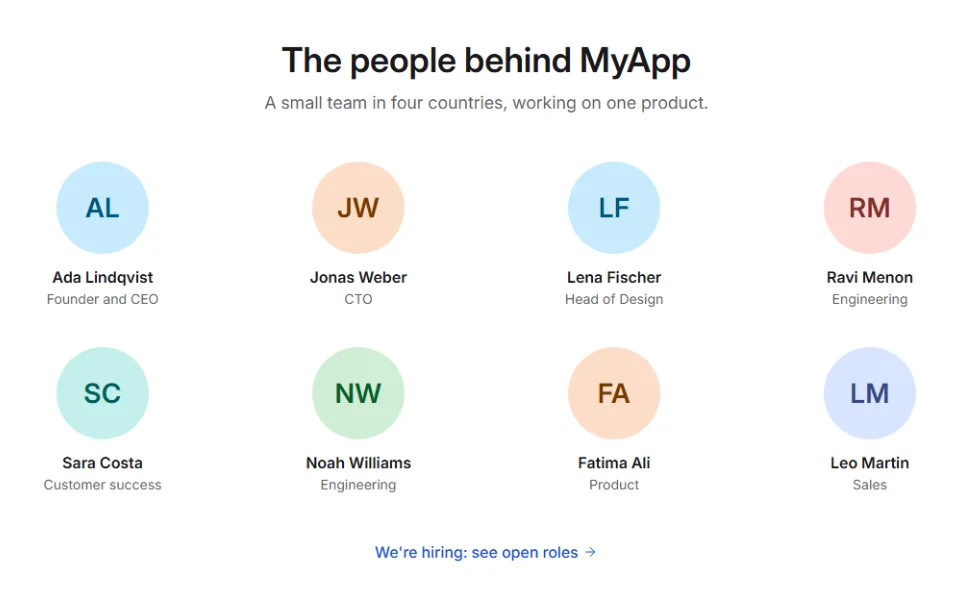 The people behind MyApp
A small team in four countries, working on one product.
AL
JW
LF
RM
Ada Lindqvist
Jonas Weber
Lena Fischer
Ravi Menon
Founder and CEO
CTO
Head of Design
Engineering
SC
NW
FA
LM
Sara Costa
Noah Williams
Fatima Ali
Leo Martin
Customer success
Engineering
Product
Sales
We're hiring: see open roles →